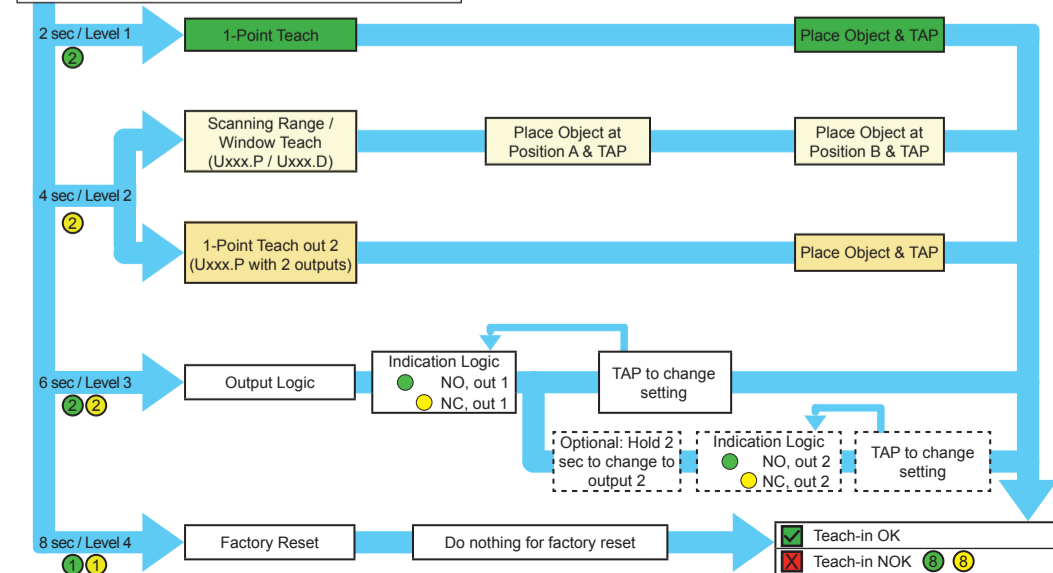 2 sec / Level 1
2
1-Point Teach
Place Object & TAP
4 sec / Level 2
2
Scanning Range /
Window Teach
(Uxxx.P / Uxxx.D)
Place Object at
Position A & TAP
Place Object at
Position B & TAP
1-Point Teach out 2
(Uxxx.P with 2 outputs)
Place Object & TAP
6 sec / Level 3
2 2
Output Logic
Indication Logic
NO, out 1
NC, out 1
TAP to change
setting
Optional: Hold 2
sec to change to
output 2
Indication Logic
NO, out 2
NC, out 2
TAP to change
setting
8 sec / Level 4
1 1
Factory Reset
Do nothing for factory reset
Teach-in OK
X Teach-in NOK 8 8